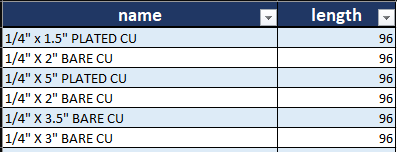 name length
1/4" x 1.5" PLATED CU 96
1/4" X 2" BARE CU 96
1/4" X 5" PLATED CU 96
1/4" X 2" BARE CU 96
1/4" X 3.5" BARE CU 96
1/4" X 3" BARE CU 96